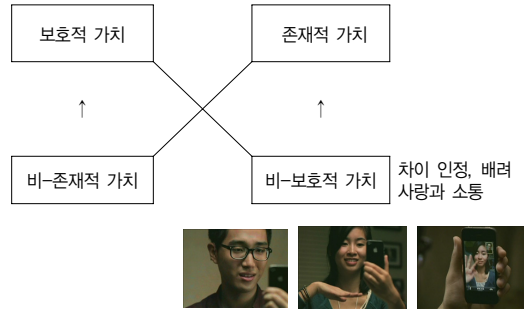 보호적 가치
존재적 가치
↑
↑
비-존재적 가치
비-보호적 가치
차이 인정, 배려
사랑과 소통